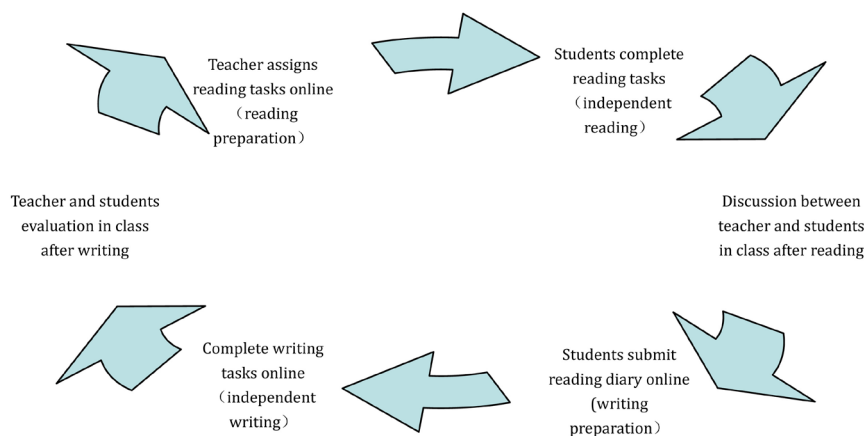 Teacher assigns
reading tasks online
（reading
preparation）
Students complete
reading tasks
（independent
reading）
Discussion between
teacher and students
in class after reading
Students submit
reading diary online
(writing
preparation）
Complete writing
tasks online
（independent
writing）
Teacher and students
evaluation in class
after writing